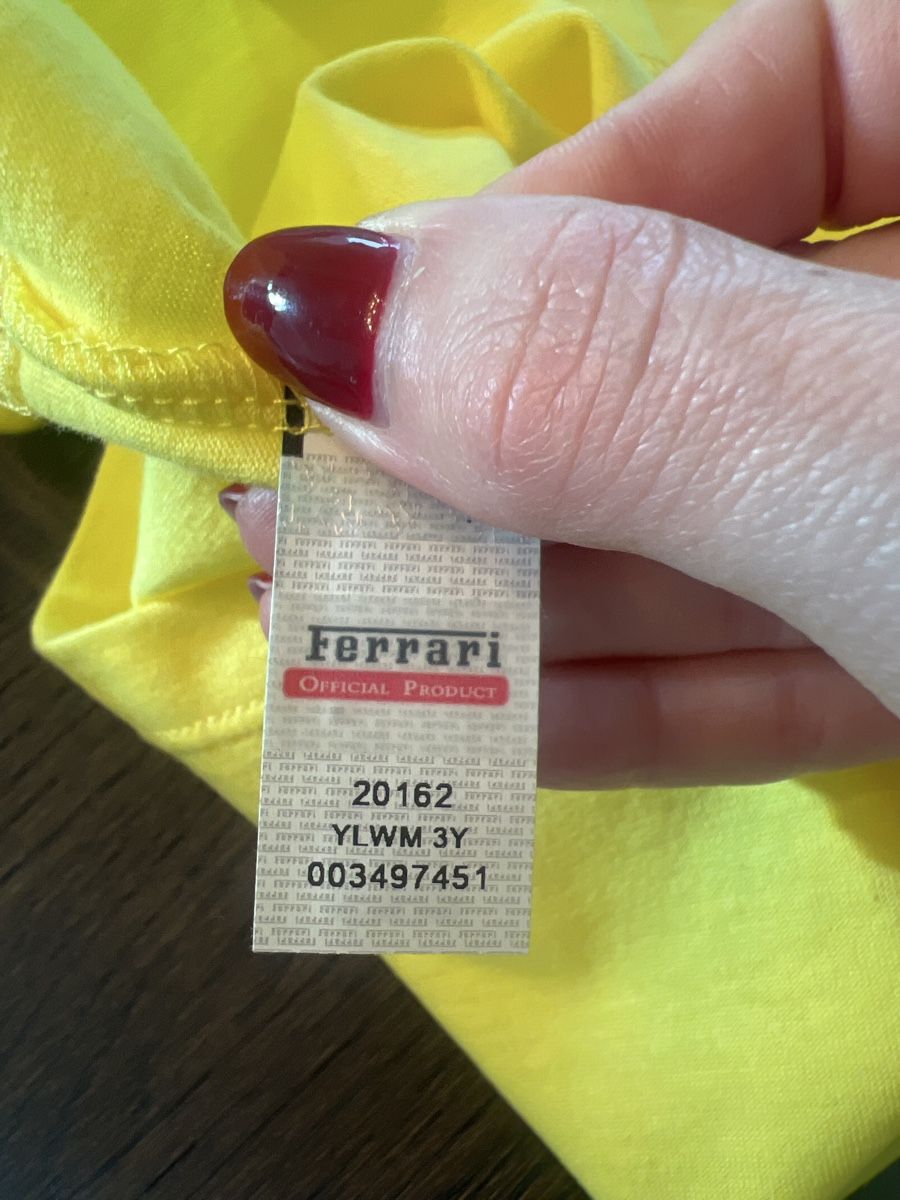 Ferrari
OFFICIAL PRODUCT
20162
YLWM 3Y
003497451